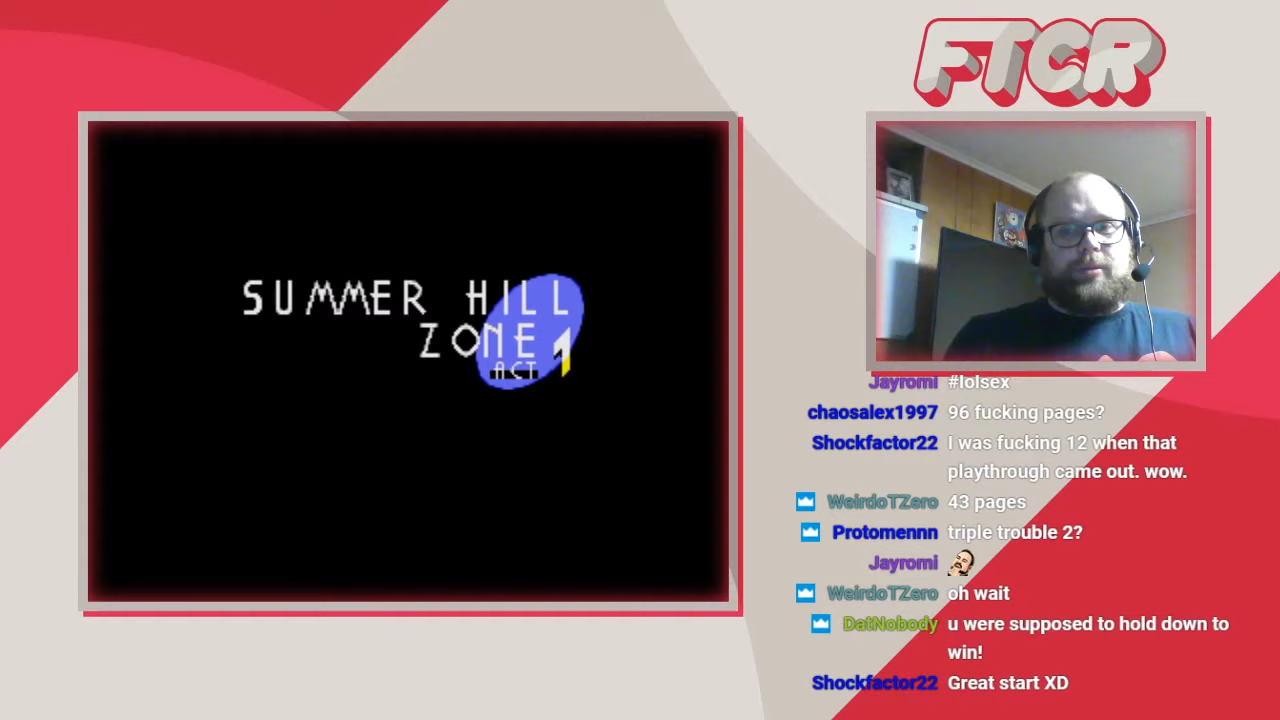 FTCR
SUMMER HILL
ZONE
ACT 1
Jayromi #lolsex
chaosalex1997 96 fucking pages?
Shockfactor22 I was fucking 12 when that
playthrough came out. wow.
WeirdoTZero 43 pages
Protomennn triple trouble 2?
Jayromi
WeirdoTZero oh wait
DatNobody u were supposed to hold down to
win!
Shockfactor22 Great start XD